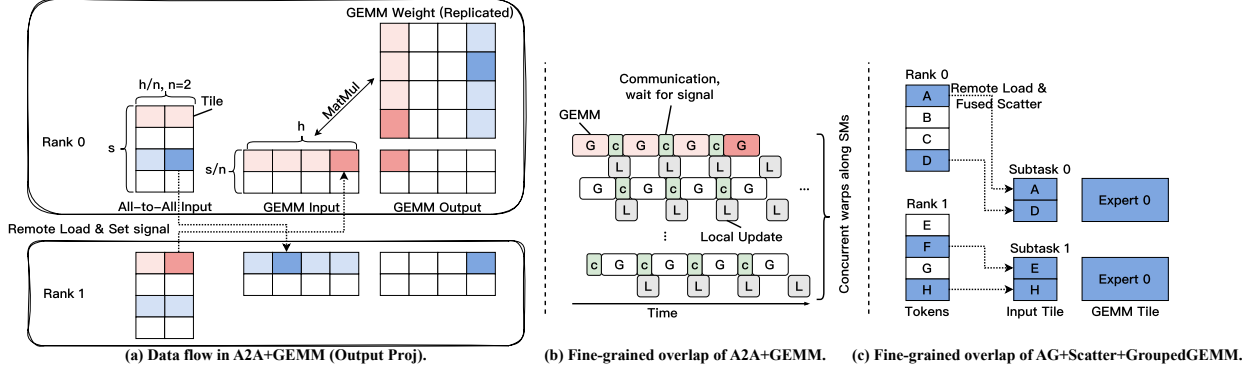 GEMM Weight (Replicated)
h/n, n=2
Tile
MatMul
h
Rank 0
s
s/n
All-to-All Input
GEMM Input
GEMM Output
Remote Load & Set signal
Rank 1
(a) Data flow in A2A+GEMM (Output Proj).
Communication,
wait for signal
GEMM
G c G c G c G
L L L L
G c G c G c G
...
L L L L
Local Update
...
c G c G c G c G
L L L L
Time
Concurrent warps along SMs
(b) Fine-grained overlap of A2A+GEMM.
Rank 0
Remote Load &
Fused Scatter
A
B
C
D
Subtask 0
A
D
Expert 0
Rank 1
E
F
G
H
Subtask 1
E
H
Expert 0
Tokens
Input Tile
GEMM Tile
(c) Fine-grained overlap of AG+Scatter+GroupedGEMM.